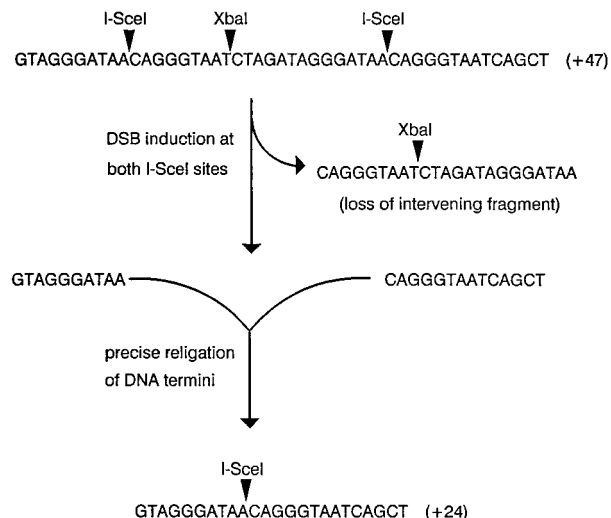 I-SceI XbaI I-SceI
GTAGGGATAACAGGGTAATCTAGATAGGGATAACAGGGTAATCAGCT (+47)
DSB induction at
both I-SceI sites
XbaI
CAGGGTAATCTAGATAGGGATAA
(loss of intervening fragment)
GTAGGGATAA CAGGGTAATCAGCT
precise religation
of DNA termini
I-SceI
GTAGGGATAACAGGGTAATCAGCT (+24)